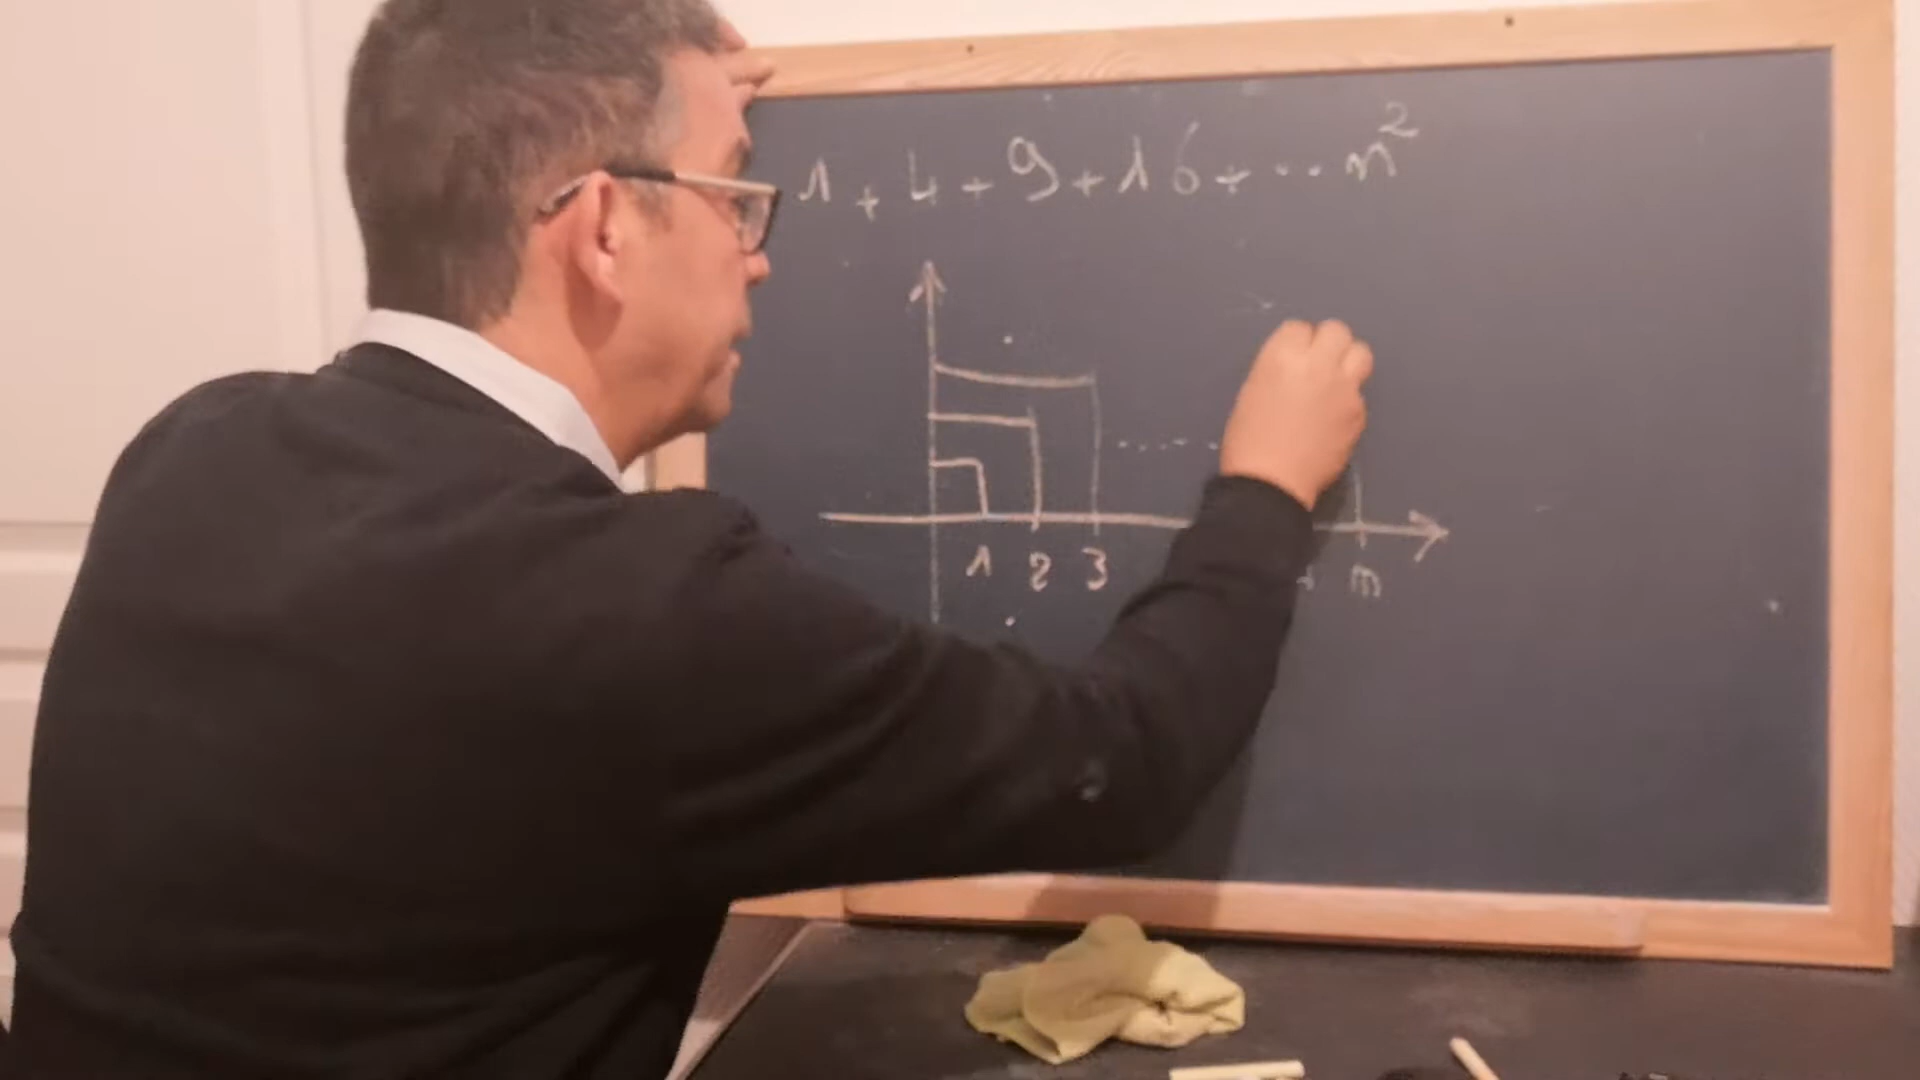 1 + 4 + 9 + 16 + ... n²
1 2 3 n